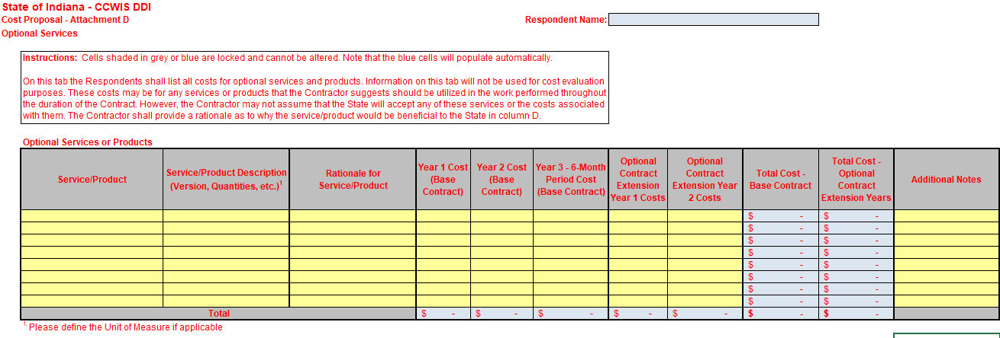 State of Indiana - CCWIS DDI
Cost Proposal - Attachment D
Respondent Name:
Optional Services
Instructions: Cells shaded in grey or blue are locked and cannot be altered. Note that the blue cells will populate automatically.
On this tab the Respondents shall list all costs for optional services and products. Information on this tab will not be used for cost evaluation
purposes. These costs may be for any services or products that the Contractor suggests should be utilized in the work performed throughout
the duration of the Contract. However, the Contractor may not assume that the State will accept any of these services or the costs associated
with them. The Contractor shall provide a rationale as to why the service/product would be beneficial to the State in column D.
Optional Services or Products
Service/Product
Service/Product Description
(Version, Quantities, etc.)¹
Rationale for
Service/Product
Year 1 Cost
(Base
Contract)
Year 2 Cost
(Base
Contract)
Year 3 - 6-Month
Period Cost
(Base Contract)
Optional
Contract
Extension
Year 1 Costs
Optional
Contract
Extension Year
2 Costs
Total Cost -
Base Contract
Total Cost -
Optional
Contract
Extension Years
Additional Notes
$ - $ -
$ - $ -
$ - $ -
$ - $ -
$ - $ -
$ - $ -
$ - $ -
$ - $ -
Total $ - $ - $ - $ - $ - $ - $ -
¹· Please define the Unit of Measure if applicable